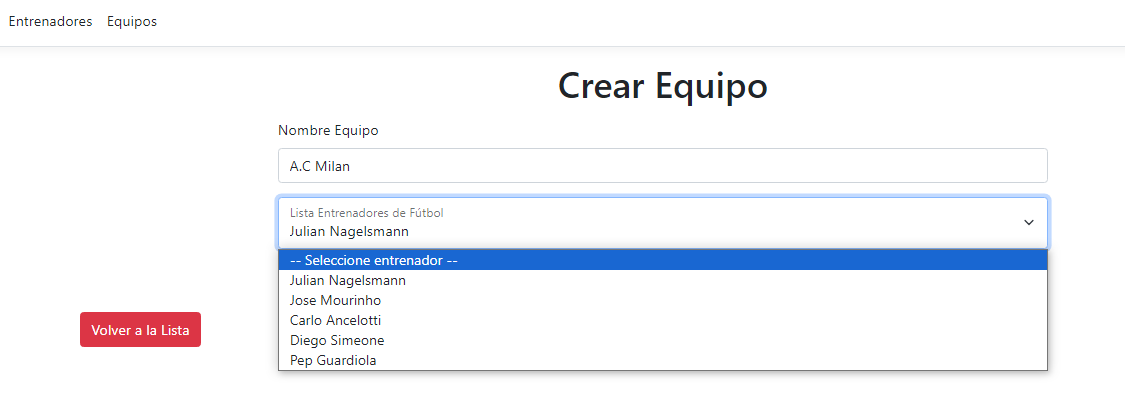 Entrenadores Equipos
Crear Equipo
Nombre Equipo
A.C Milan
Lista Entrenadores de Fútbol
Julian Nagelsmann
-- Seleccione entrenador --
Julian Nagelsmann
Jose Mourinho
Carlo Ancelotti
Diego Simeone
Pep Guardiola
Volver a la Lista